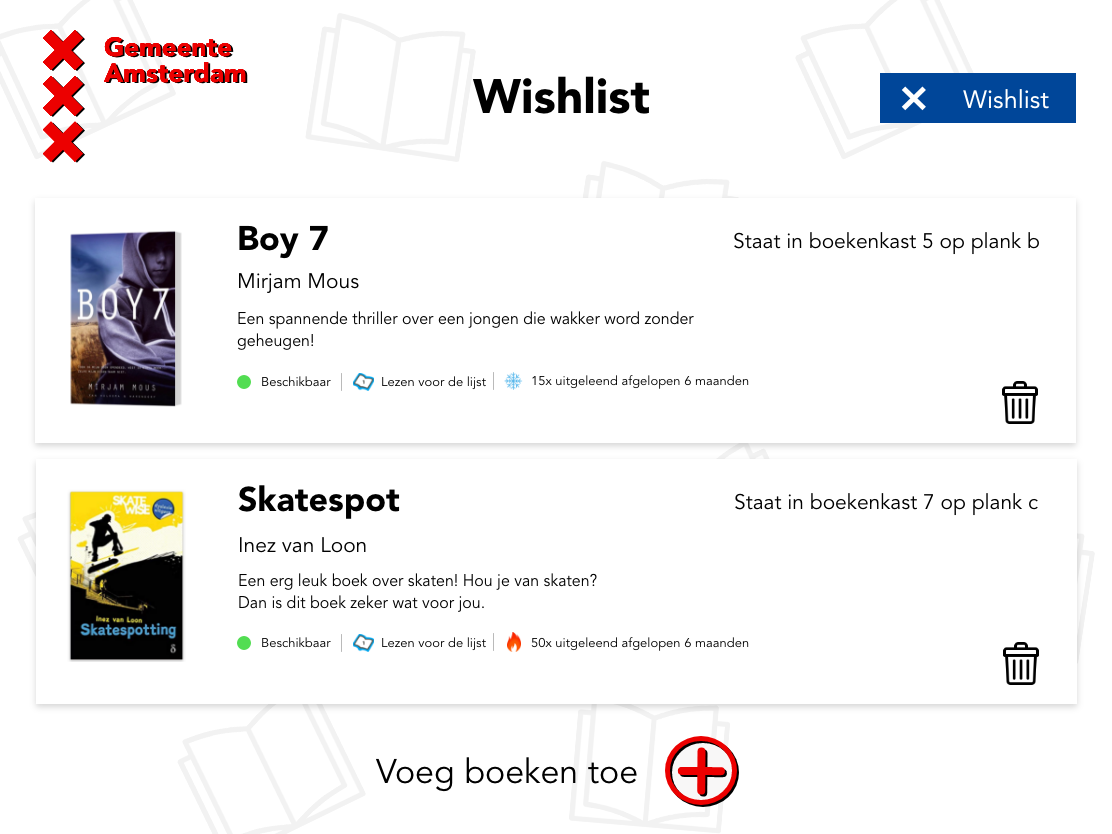 Gemeente
Amsterdam
Wishlist
Wishlist
Boy 7
Staat in boekenkast 5 op plank b
Mirjam Mous
Een spannende thriller over een jongen die wakker word zonder
geheugen!
Beschikbaar
Lezen voor de lijst
15x uitgeleend afgelopen 6 maanden
BOY 7
MIRJAM MOUS
Skatespot
Staat in boekenkast 7 op plank c
Inez van Loon
Een erg leuk boek over skaten! Hou je van skaten?
Dan is dit boek zeker wat voor jou.
Beschikbaar
Lezen voor de lijst
50x uitgeleend afgelopen 6 maanden
SKATE
WISE
Inez van Loon
Skatespotting
Voeg boeken toe